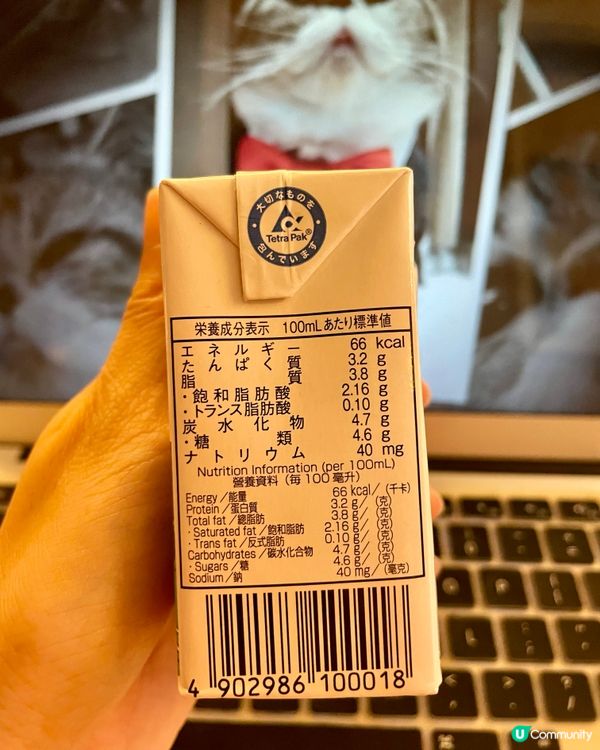 大切なものを
Tetra Pak®
包んでいます
栄養成分表示 100mLあたり標準値
エネルギー 66 kcal
たんぱく質 3.2 g
脂質 3.8 g
・飽和脂肪酸 2.16 g
・トランス脂肪酸 0.10 g
炭水化物 4.7 g
・糖類 4.6 g
ナトリウム 40 mg
Nutrition Information (per 100mL)
營養資料 (每100毫升)
Energy/能量 66 kcal/(千卡)
Protein/蛋白質 3.2 g/(克)
Total fat/總脂肪 3.8 g/(克)
・Saturated fat/飽和脂肪 2.16 g/(克)
・Trans fat/反式脂肪 0.10 g/(克)
Carbohydrates/碳水化合物 4.7 g/(克)
・Sugars/糖 4.6 g/(克)
Sodium/鈉 40 mg/(毫克)
4 902986 100018
U Community